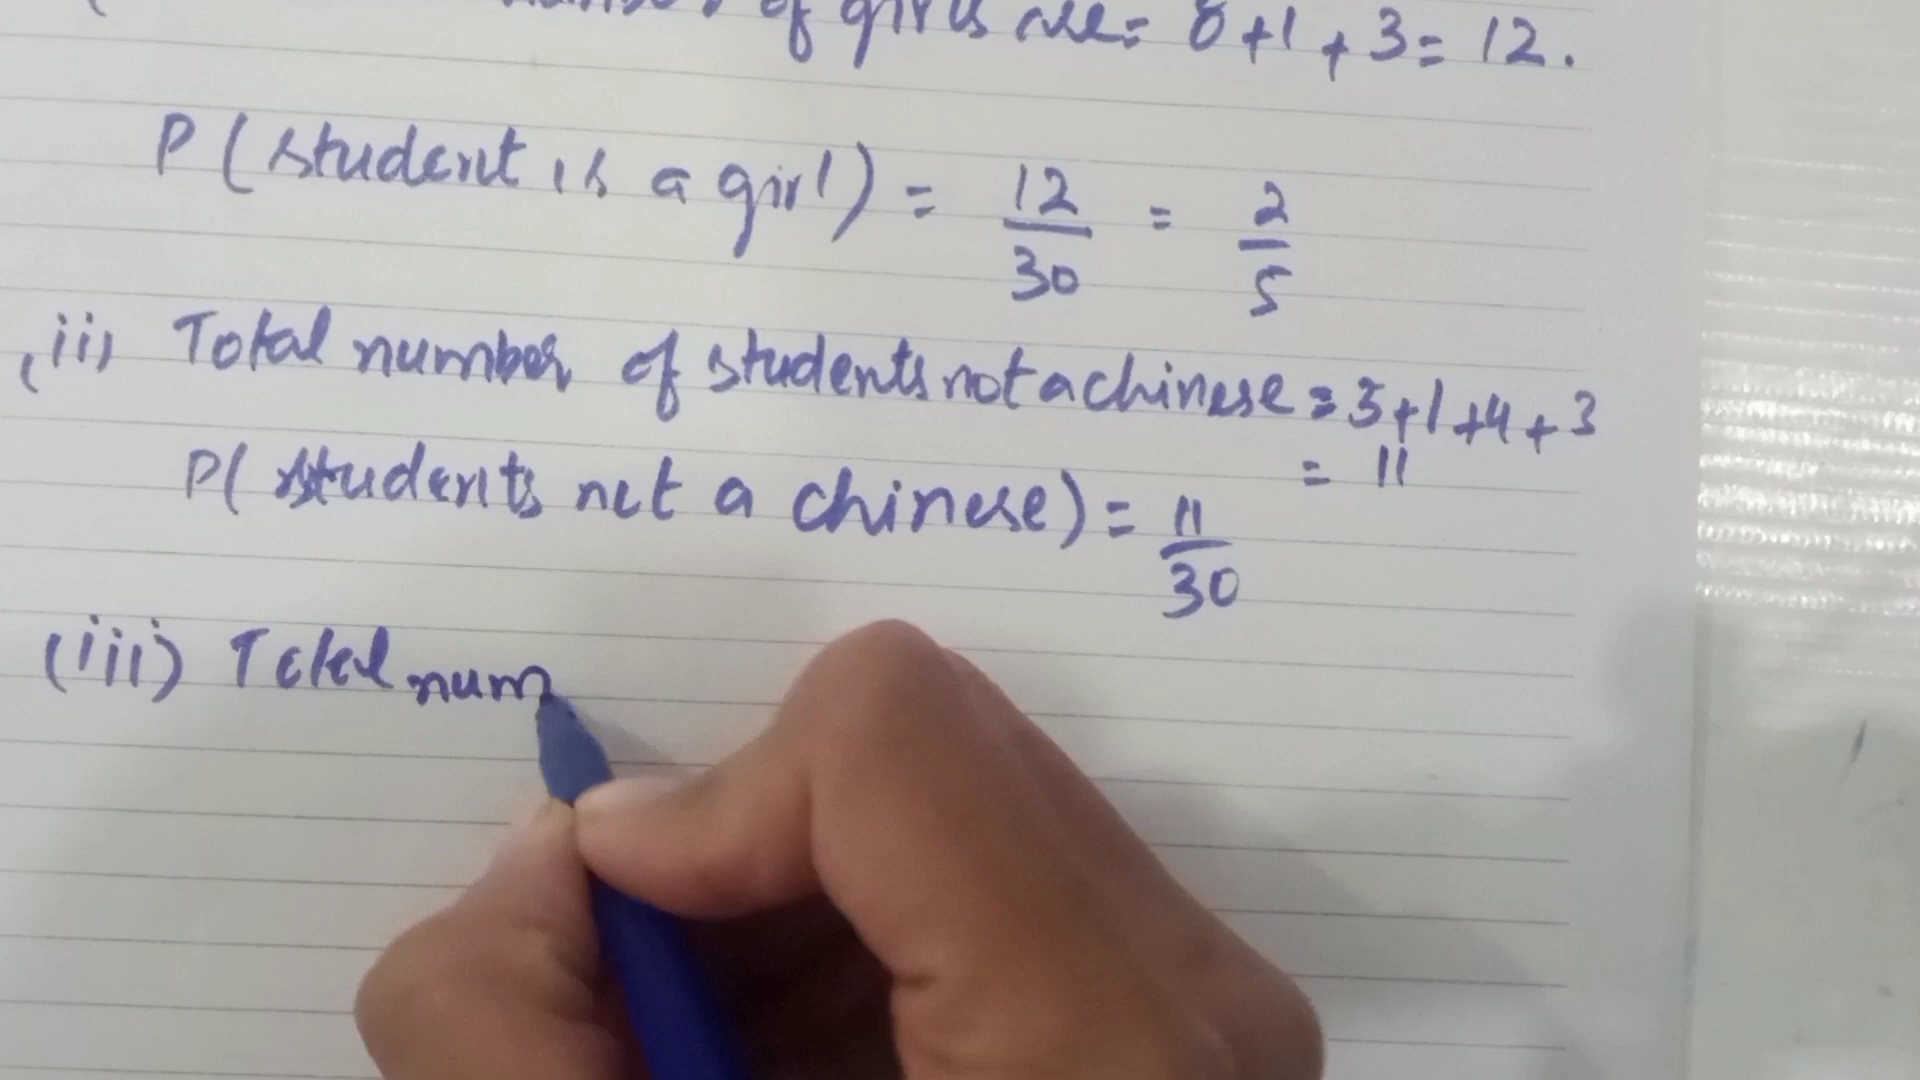 of girls are= 8+1+3= 12.
P(student is a girl) = 12/30 = 2/5
(ii) Total number of students not a chinese = 3+1+4+3
= 11
P(students not a chinese) = 11/30
(iii) Total num